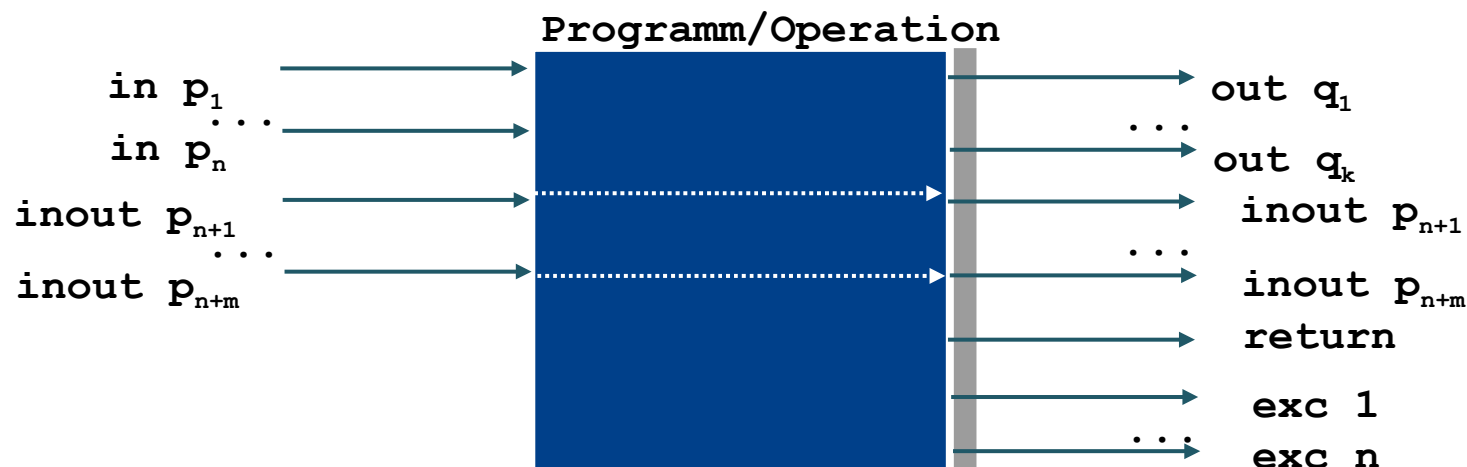 Programm/Operation
in p₁
...
in pₙ
inout pₙ₊₁
...
inout pₙ₊ₘ
out q₁
...
out qₖ
inout pₙ₊₁
...
inout pₙ₊ₘ
return
exc 1
...
exc n